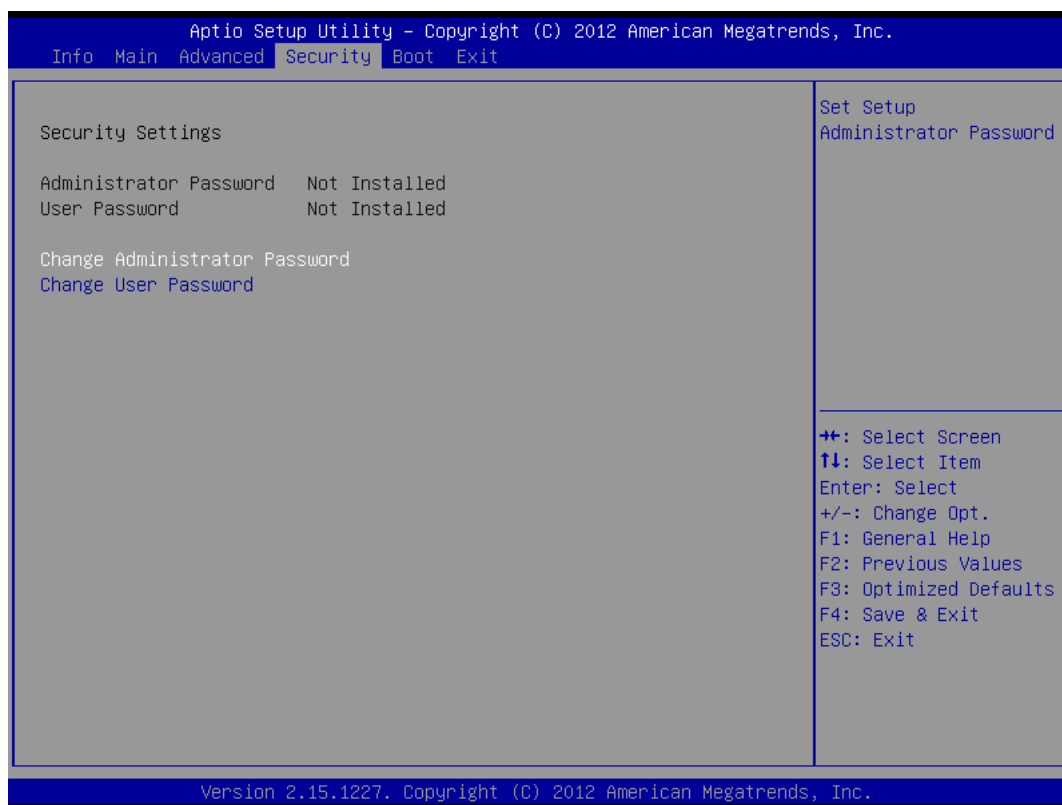 Aptio Setup Utility – Copyright (C) 2012 American Megatrends, Inc.
Info Main Advanced Security Boot Exit
Security Settings
Administrator Password Not Installed
User Password Not Installed
Change Administrator Password
Change User Password
Set Setup
Administrator Password
→←: Select Screen
↑↓: Select Item
Enter: Select
+/-: Change Opt.
F1: General Help
F2: Previous Values
F3: Optimized Defaults
F4: Save & Exit
ESC: Exit
Version 2.15.1227. Copyright (C) 2012 American Megatrends, Inc.